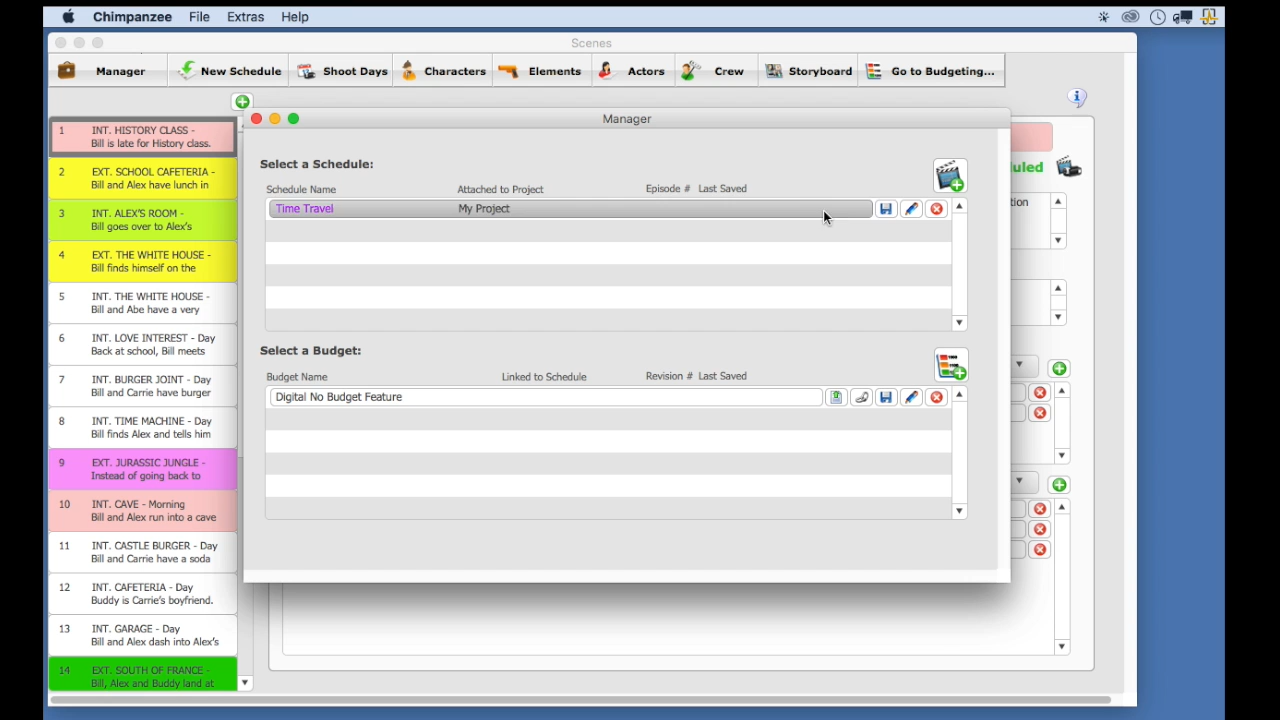 Chimpanzee File Extras Help
Scenes
Manager New Schedule Shoot Days Characters Elements Actors Crew Storyboard Go to Budgeting...
Manager
1 INT. HISTORY CLASS -
Bill is late for History class.
2 EXT. SCHOOL CAFETERIA -
Bill and Alex have lunch in
3 INT. ALEX'S ROOM -
Bill goes over to Alex's
4 EXT. THE WHITE HOUSE -
Bill finds himself on the
5 INT. THE WHITE HOUSE -
Bill and Abe have a very
6 INT. LOVE INTEREST - Day
Back at school, Bill meets
7 INT. BURGER JOINT - Day
Bill and Carrie have burger
8 INT. TIME MACHINE - Day
Bill finds Alex and tells him
9 EXT. JURASSIC JUNGLE -
Instead of going back to
10 INT. CAVE - Morning
Bill and Alex run into a cave
11 INT. CASTLE BURGER - Day
Bill and Carrie have a soda
12 INT. CAFETERIA - Day
Buddy is Carrie's boyfriend.
13 INT. GARAGE - Day
Bill and Alex dash into Alex's
14 EXT. SOUTH OF FRANCE -
Bill, Alex and Buddy land at
Select a Schedule:
Schedule Name Attached to Project Episode # Last Saved
Time Travel My Project
Select a Budget:
Budget Name Linked to Schedule Revision # Last Saved
Digital No Budget Feature
uled
tion